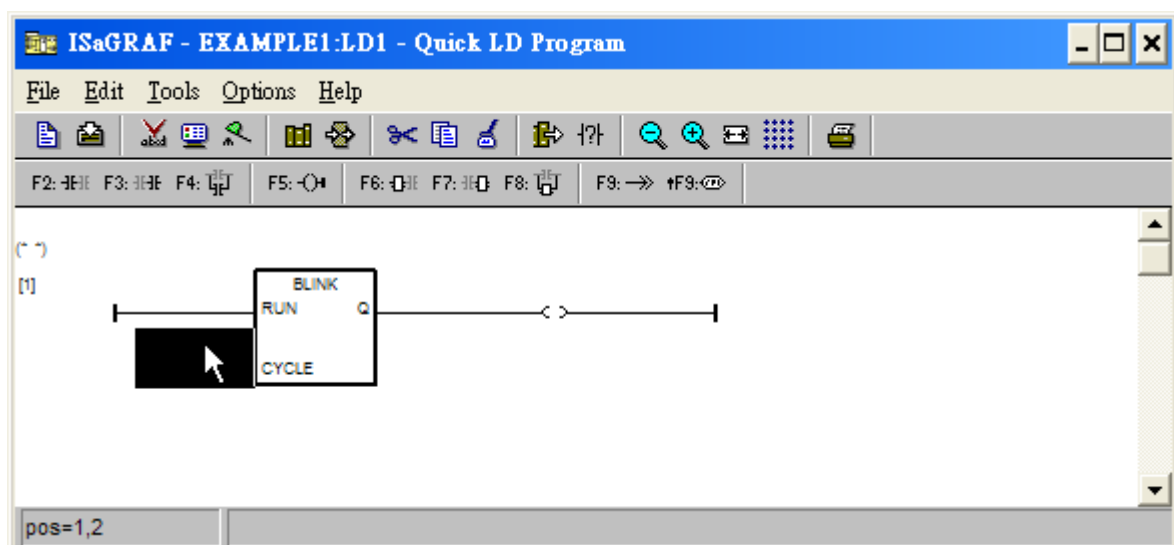 ISaGRAF - EXAMPLE1:LD1 - Quick LD Program
File Edit Tools Options Help
F2: F3: F4: F5: F6: F7: F8: F9: F9:
(* *)
[1]
BLINK
RUN Q
CYCLE
pos=1,2